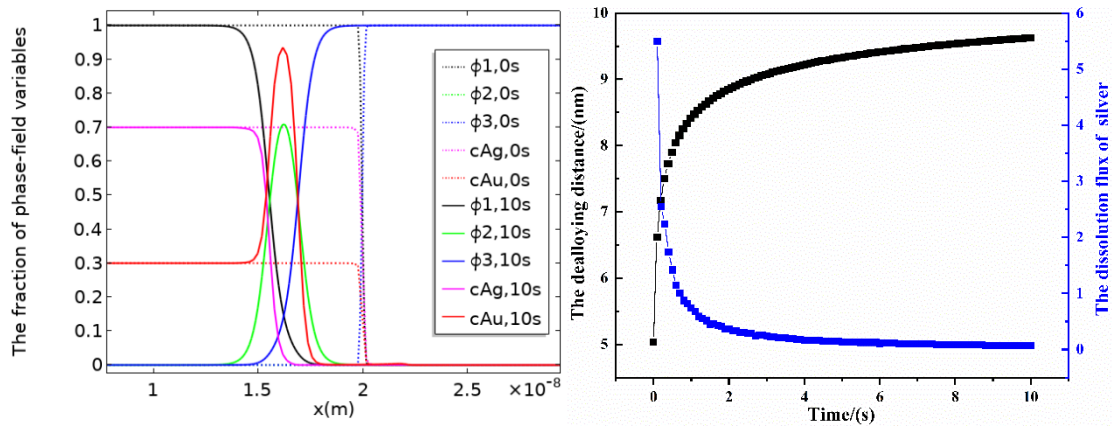 The fraction of phase-field variables
1
0.9
0.8
0.7
0.6
0.5
0.4
0.3
0.2
0.1
0
ϕ1,0s
ϕ2,0s
ϕ3,0s
cAg,0s
cAu,0s
ϕ1,10s
ϕ2,10s
ϕ3,10s
cAg,10s
cAu,10s
1
1.5
2
2.5
×10⁻⁸
x(m)
The dealloying distance/(nm)
10
9
8
7
6
5
0
2
4
6
8
10
Time/(s)
6
5
4
3
2
1
0
The dissolution flux of silver